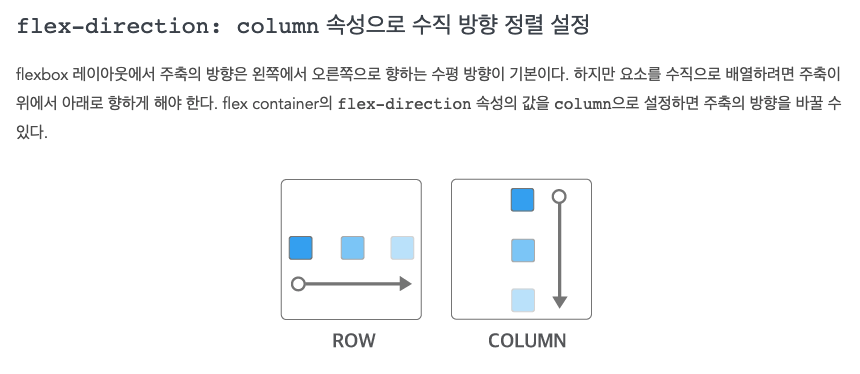 flex-direction: column 속성으로 수직 방향 정렬 설정
flexbox 레이아웃에서 주축의 방향은 왼쪽에서 오른쪽으로 향하는 수평 방향이 기본이다. 하지만 요소를 수직으로 배열하려면 주축이
위에서 아래로 향하게 해야 한다. flex container의 flex-direction 속성의 값을 column으로 설정하면 주축의 방향을 바꿀 수
있다.
ROW
COLUMN